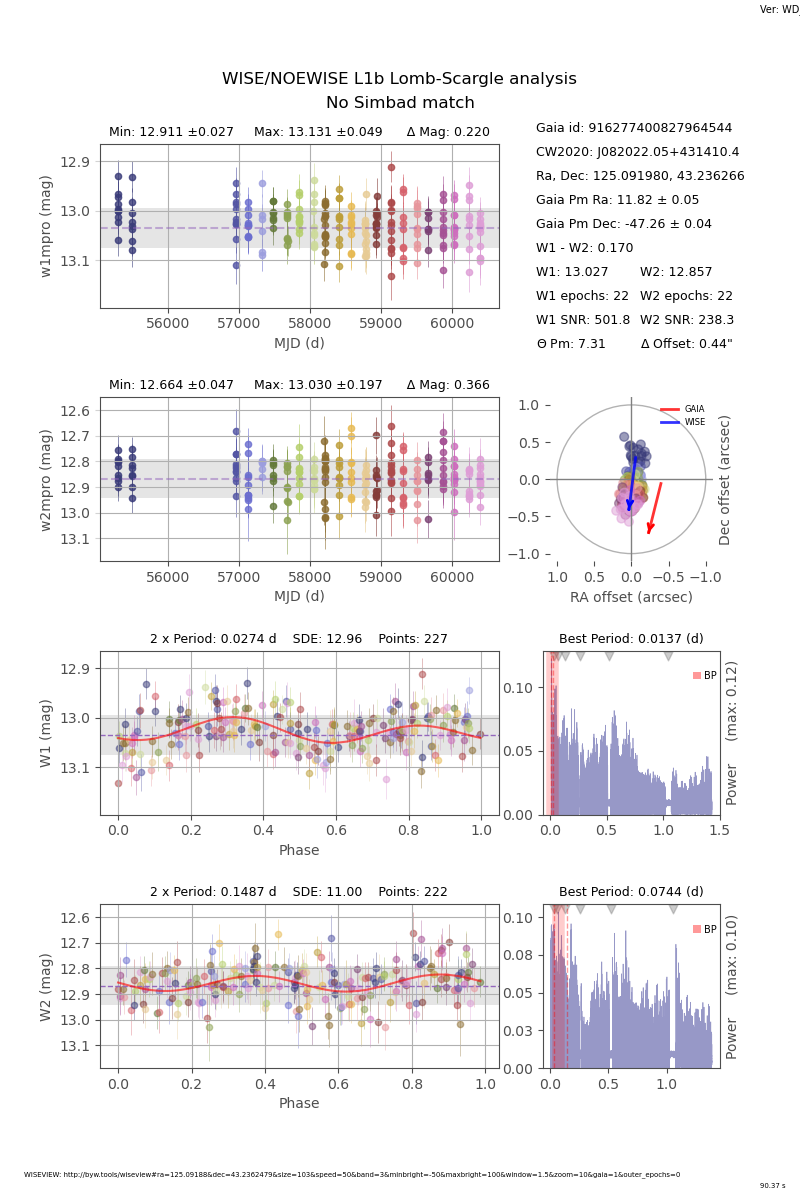 Ver: WD
WISE/NOEWISE L1b Lomb-Scargle analysis
No Simbad match
Min: 12.911 ±0.027 Max: 13.131 ±0.049 Δ Mag: 0.220
12.9
13.0
13.1
w1mpro (mag)
56000 57000 58000 59000 60000
MJD (d)
Gaia id: 916277400827964544
CW2020: J082022.05+431410.4
Ra, Dec: 125.091980, 43.236266
Gaia Pm Ra: 11.82 ± 0.05
Gaia Pm Dec: -47.26 ± 0.04
W1 - W2: 0.170
W1: 13.027 W2: 12.857
W1 epochs: 22 W2 epochs: 22
W1 SNR: 501.8 W2 SNR: 238.3
Θ Pm: 7.31 Δ Offset: 0.44"
Min: 12.664 ±0.047 Max: 13.030 ±0.197 Δ Mag: 0.366
12.6
12.7
12.8
12.9
13.0
13.1
w2mpro (mag)
56000 57000 58000 59000 60000
MJD (d)
1.0
0.5
0.0
−0.5
−1.0
GAIA
WISE
Dec offset (arcsec)
1.0 0.5 0.0 −0.5 −1.0
RA offset (arcsec)
2 x Period: 0.0274 d SDE: 12.96 Points: 227
12.9
13.0
13.1
W1 (mag)
0.0 0.2 0.4 0.6 0.8 1.0
Phase
Best Period: 0.0137 (d)
0.10
0.05
0.00
BP
Power (max: 0.12)
0.0 0.5 1.0 1.5
2 x Period: 0.1487 d SDE: 11.00 Points: 222
12.6
12.7
12.8
12.9
13.0
13.1
W2 (mag)
0.0 0.2 0.4 0.6 0.8 1.0
Phase
Best Period: 0.0744 (d)
0.10
0.08
0.05
0.03
0.00
BP
Power (max: 0.10)
0.0 0.5 1.0
WISEVIEW: http://byw.tools/wiseview#ra=125.09188&dec=43.2362479&size=103&speed=50&band=3&minbright=-50&maxbright=100&window=1.5&zoom=10&gaia=1&outer_epochs=0
90.37 s